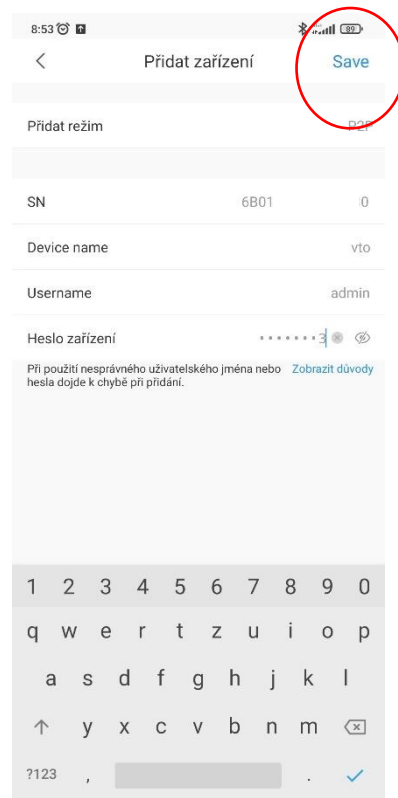 8:53 89
Přidat zařízení Save
Přidat režim P2P
SN 6B01 0
Device name vto
Username admin
Heslo zařízení •••••••3
Při použití nesprávného uživatelského jména nebo Zobrazit důvody
hesla dojde k chybě při přidání.
1 2 3 4 5 6 7 8 9 0
q w e r t z u i o p
a s d f g h j k l
y x c v b n m
?123 , .